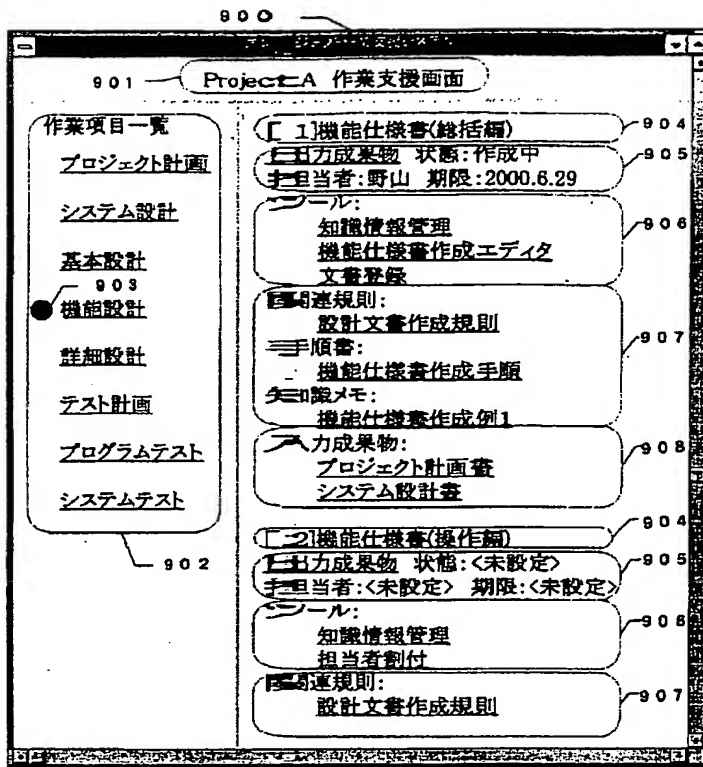 900
901
Project-A 作業支援画面
作業項目一覧
プロジェクト計画
システム設計
基本設計
903
機能設計
詳細設計
テスト計画
プログラムテスト
システムテスト
902
[1]機能仕様書(総括編)
904
出力成果物 状態:作成中
905
担当者:野山 期限:2000.6.29
ツール:
906
知識情報管理
機能仕様書作成エディタ
文書登録
関連規則:
設計文書作成規則
907
手順書:
機能仕様書作成手順
知識メモ:
機能仕様書作成例1
入力成果物:
908
プロジェクト計画書
システム設計書
[2]機能仕様書(操作編)
904
出力成果物 状態:<未設定>
905
担当者:<未設定> 期限:<未設定>
ツール:
906
知識情報管理
担当者割付
関連規則:
907
設計文書作成規則